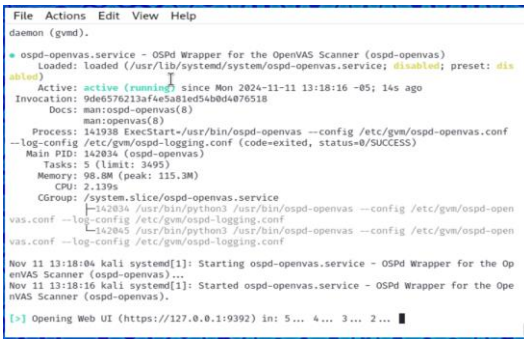 File Actions Edit View Help
daemon (gvmd).
● ospd-openvas.service - OSPd Wrapper for the OpenVAS Scanner (ospd-openvas)
Loaded: loaded (/usr/lib/systemd/system/ospd-openvas.service; disabled; preset: dis
abled)
Active: active (running) since Mon 2024-11-11 13:18:16 -05; 14s ago
Invocation: 9de6576213af4e5a81ed54b0d4076518
Docs: man:ospd-openvas(8)
man:openvas(8)
Process: 141938 ExecStart=/usr/bin/ospd-openvas --config /etc/gvm/ospd-openvas.conf
--log-config /etc/gvm/ospd-logging.conf (code=exited, status=0/SUCCESS)
Main PID: 142034 (ospd-openvas)
Tasks: 5 (limit: 3495)
Memory: 98.8M (peak: 115.3M)
CPU: 2.139s
CGroup: /system.slice/ospd-openvas.service
├─142034 /usr/bin/python3 /usr/bin/ospd-openvas --config /etc/gvm/ospd-open
vas.conf --log-config /etc/gvm/ospd-logging.conf
└─142045 /usr/bin/python3 /usr/bin/ospd-openvas --config /etc/gvm/ospd-open
vas.conf --log-config /etc/gvm/ospd-logging.conf
Nov 11 13:18:04 kali systemd[1]: Starting ospd-openvas.service - OSPd Wrapper for the Op
enVAS Scanner (ospd-openvas)...
Nov 11 13:18:16 kali systemd[1]: Started ospd-openvas.service - OSPd Wrapper for the Ope
nVAS Scanner (ospd-openvas).
[>] Opening Web UI (https://127.0.0.1:9392) in: 5... 4... 3... 2...